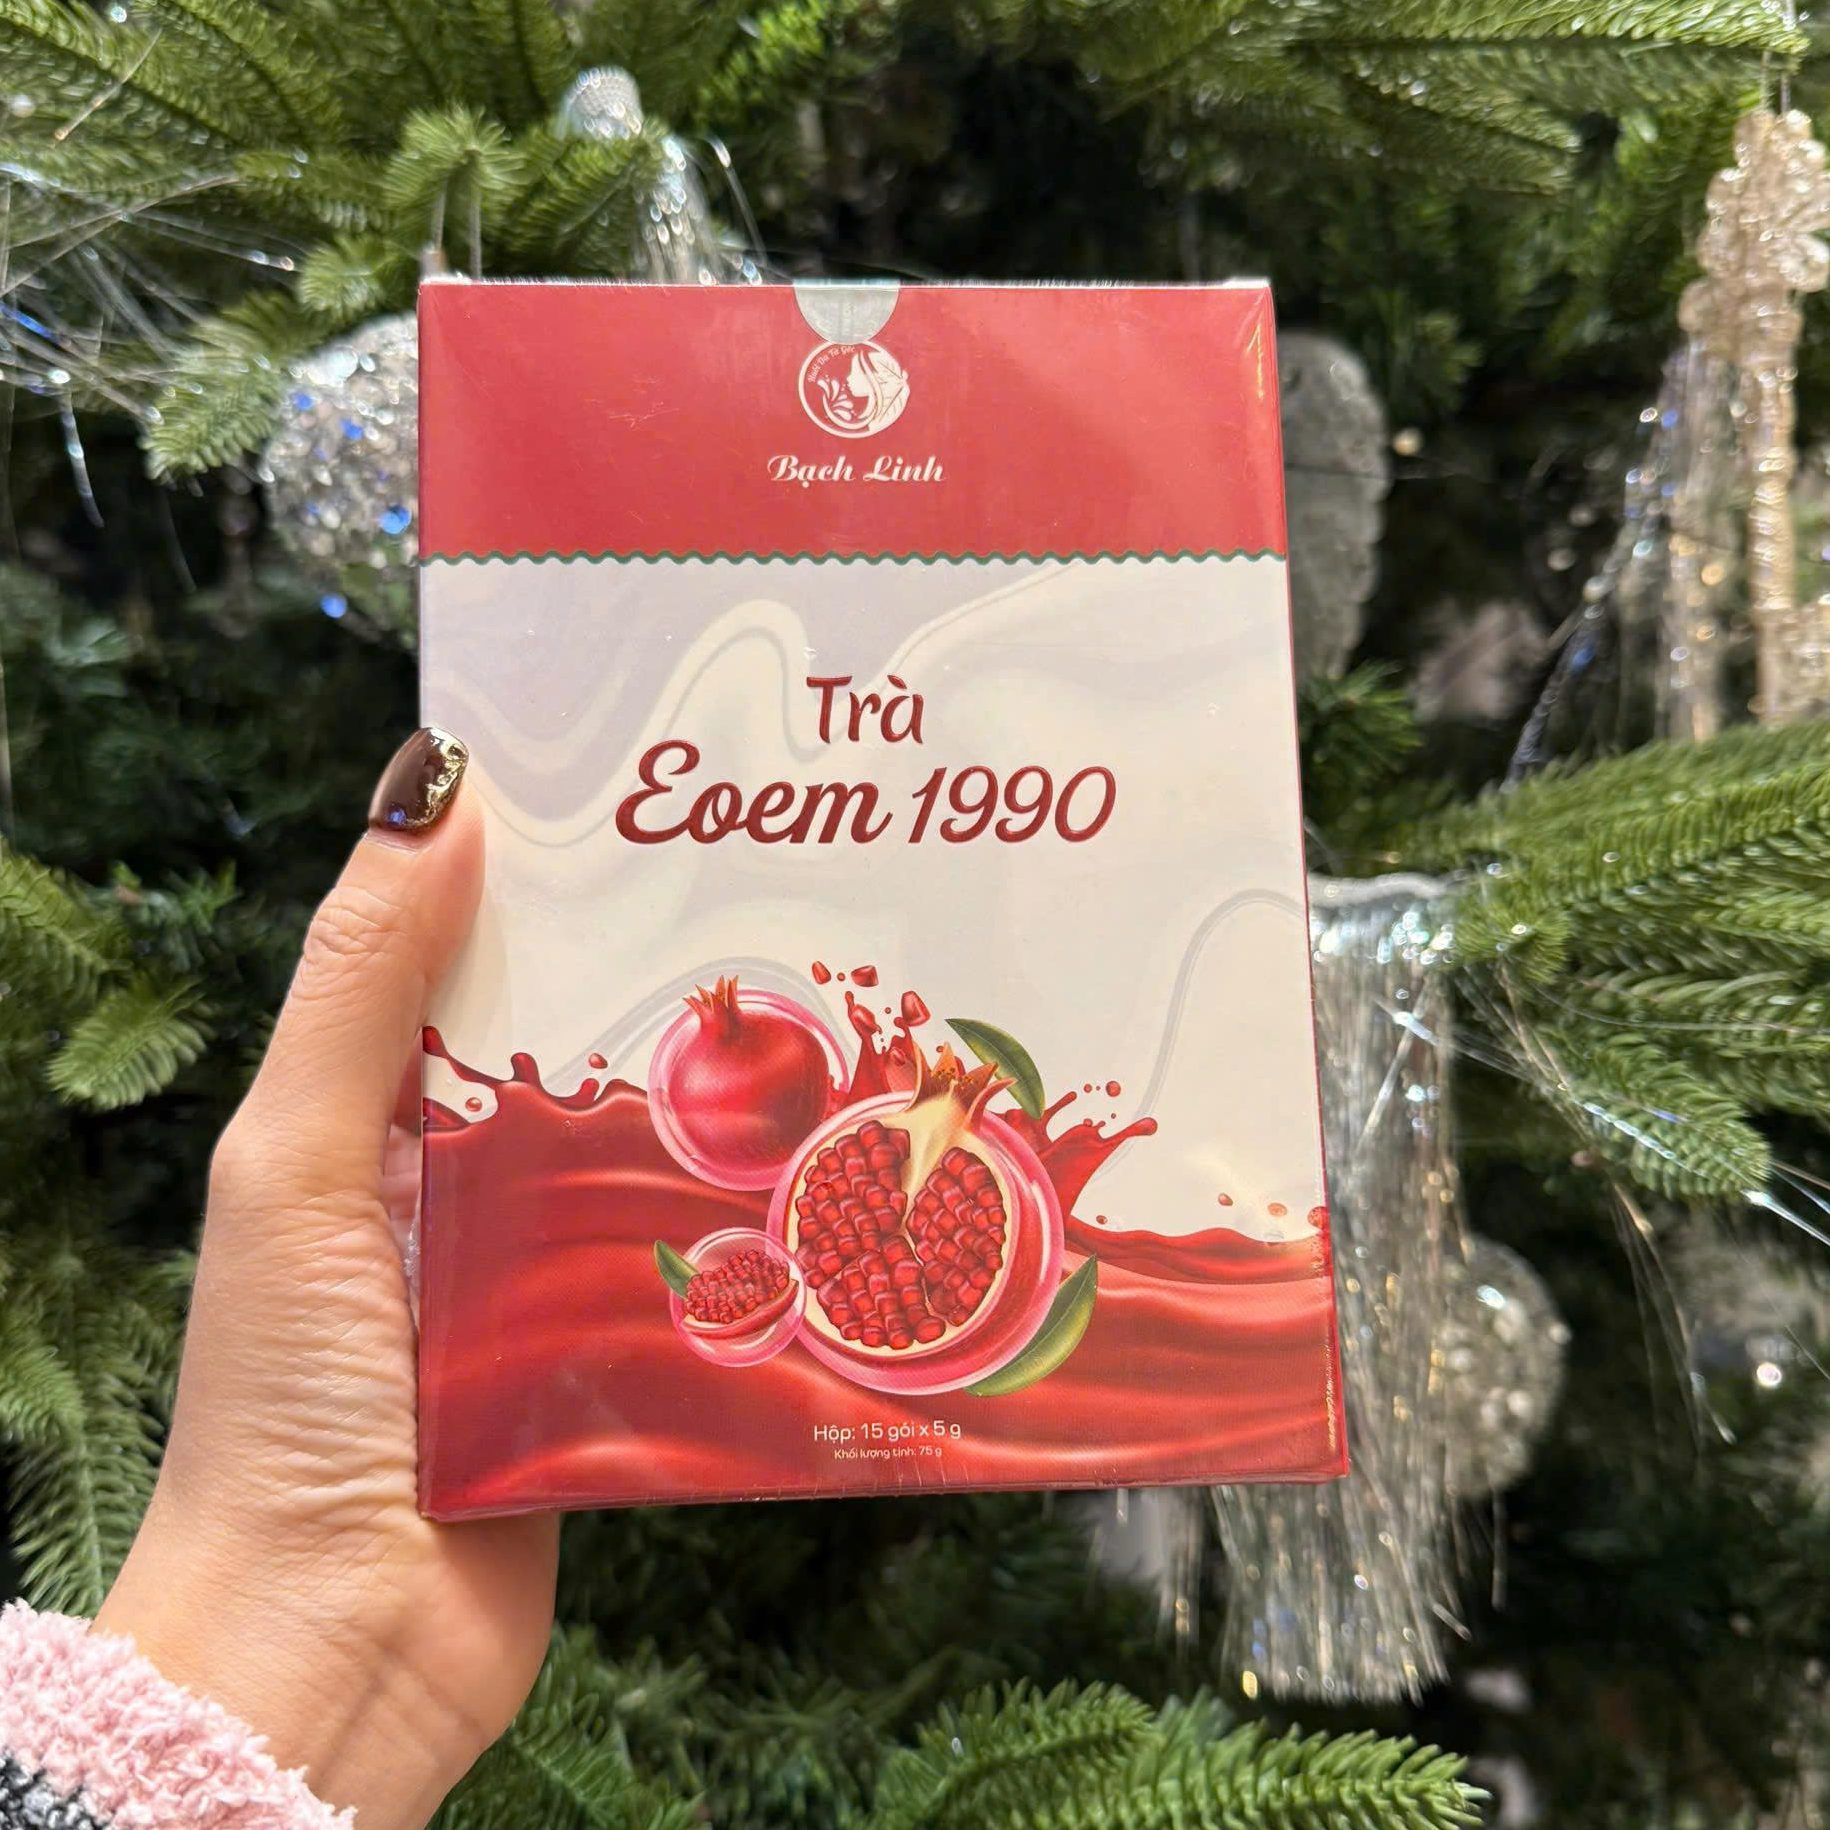 Bạch Linh
Trà
Eoem 1990
Hộp: 15 gói x 5 g
Khối lượng tịnh: 75 g